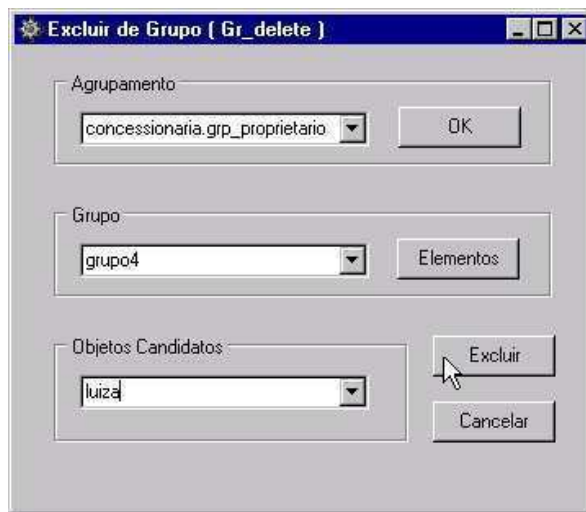 Excluir de Grupo ( Gr_delete )
Agrupamento
concessionaria.grp_proprietario
OK
Grupo
grupo4
Elementos
Objetos Candidatos
Excluir
luiza
Cancelar